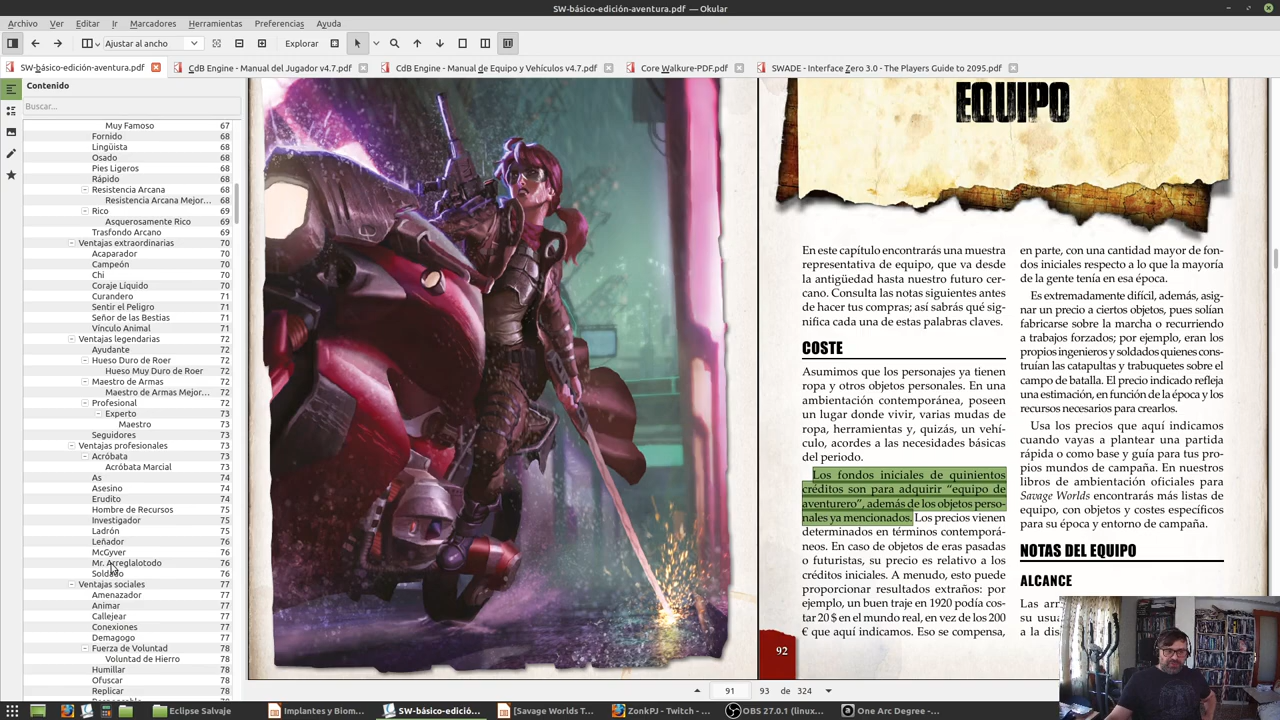 SW-básico-edición-aventura.pdf — Okular
Archivo Ver Editar Ir Marcadores Herramientas Preferencias Ayuda
Ajustar al ancho Explorar
SW-básico-edición-aventura.pdf CdB Engine - Manual del Jugador v4.7.pdf CdB Engine - Manual de Equipo y Vehículos v4.7.pdf Core Walkure-PDF.pdf SWADE - Interface Zero 3.0 - The Players Guide to 2095.pdf
Contenido
Buscar...
Muy Famoso 67
Fornido 68
Lingüista 68
Osado 68
Pies Ligeros 68
Rápido 68
Resistencia Arcana 68
Resistencia Arcana Mejor... 68
Rico 69
Asquerosamente Rico 69
Trasfondo Arcano 69
Ventajas extraordinarias 70
Acaparador 70
Campeón 70
Chi 70
Coraje Líquido 70
Curandero 71
Sentir el Peligro 71
Señor de las Bestias 71
Vínculo Animal 71
Ventajas legendarias 72
Ayudante 72
Hueso Duro de Roer 72
Hueso Muy Duro de Roer 72
Maestro de Armas 72
Maestro de Armas Mejor... 72
Profesional 72
Experto 73
Maestro 73
Seguidores 73
Ventajas profesionales 73
Acróbata 73
Acróbata Marcial 73
As 74
Asesino 74
Erudito 74
Hombre de Recursos 75
Investigador 75
Ladrón 75
Leñador 76
McGyver 76
Mr. Arreglalotodo 76
Soldado 76
Ventajas sociales 77
Amenazador 77
Animar 77
Callejear 77
Conexiones 77
Demagogo 77
Fuerza de Voluntad 78
Voluntad de Hierro 78
Humillar 78
Ofuscar 78
Replicar 78
EQUIPO
En este capítulo encontrarás una muestra
representativa de equipo, que va desde
la antigüedad hasta nuestro futuro cer-
cano. Consulta las notas siguientes antes
de hacer tus compras; así sabrás qué sig-
nifica cada una de estas palabras claves.
COSTE
Asumimos que los personajes ya tienen
ropa y otros objetos personales. En una
ambientación contemporánea, poseen
un lugar donde vivir, varias mudas de
ropa, herramientas y, quizás, un vehí-
culo, acordes a las necesidades básicas
del periodo.
Los fondos iniciales de quinientos
créditos son para adquirir “equipo de
aventurero”, además de los objetos perso-
nales ya mencionados. Los precios vienen
determinados en términos contemporá-
neos. En caso de objetos de eras pasadas
o futuristas, su precio es relativo a los
créditos iniciales. A menudo, esto puede
proporcionar resultados extraños: por
ejemplo, un buen traje en 1920 podía cos-
tar 20 $ en el mundo real, en vez de los 200
€ que aquí indicamos. Eso se compensa,
en parte, con una cantidad mayor de fon-
dos iniciales respecto a lo que la mayoría
de la gente tenía en esa época.
Es extremadamente difícil, además, asig-
nar un precio a ciertos objetos, pues solían
fabricarse sobre la marcha o recurriendo
a trabajos forzados; por ejemplo, eran los
propios ingenieros y soldados quienes cons-
truían las catapultas y trabuquetes sobre el
campo de batalla. El precio indicado refleja
una estimación, en función de la época y los
recursos necesarios para crearlos.
Usa los precios que aquí indicamos
cuando vayas a plantear una partida
rápida o como base y guía para tus pro-
pios mundos de campaña. En nuestros
libros de ambientación oficiales para
Savage Worlds encontrarás más listas de
equipo, con objetos y costes específicos
para su época y entorno de campaña.
NOTAS DEL EQUIPO
ALCANCE
Las arm
su usu
a la dis
92
91 93 de 324
Eclipse Salvaje Implantes y Biom... SW-básico-edició... [Savage Worlds T... ZonkPJ - Twitch - ... OBS 27.0.1 (linux... One Arc Degree -...